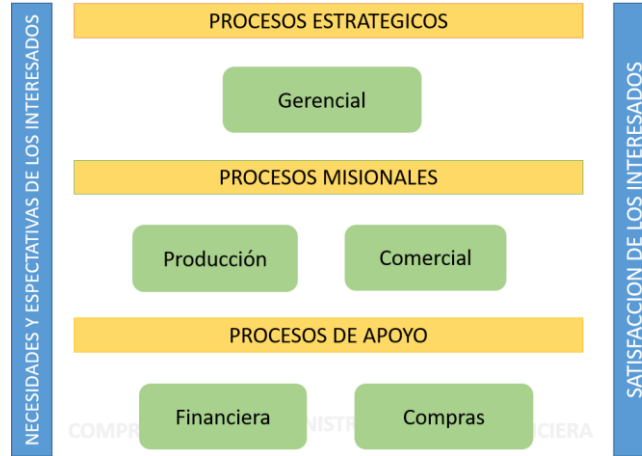 NECESIDADES Y ESPECTATIVAS DE LOS INTERESADOS
PROCESOS ESTRATEGICOS
Gerencial
PROCESOS MISIONALES
Producción
Comercial
PROCESOS DE APOYO
Financiera
Compras
SATISFACCION DE LOS INTERESADOS